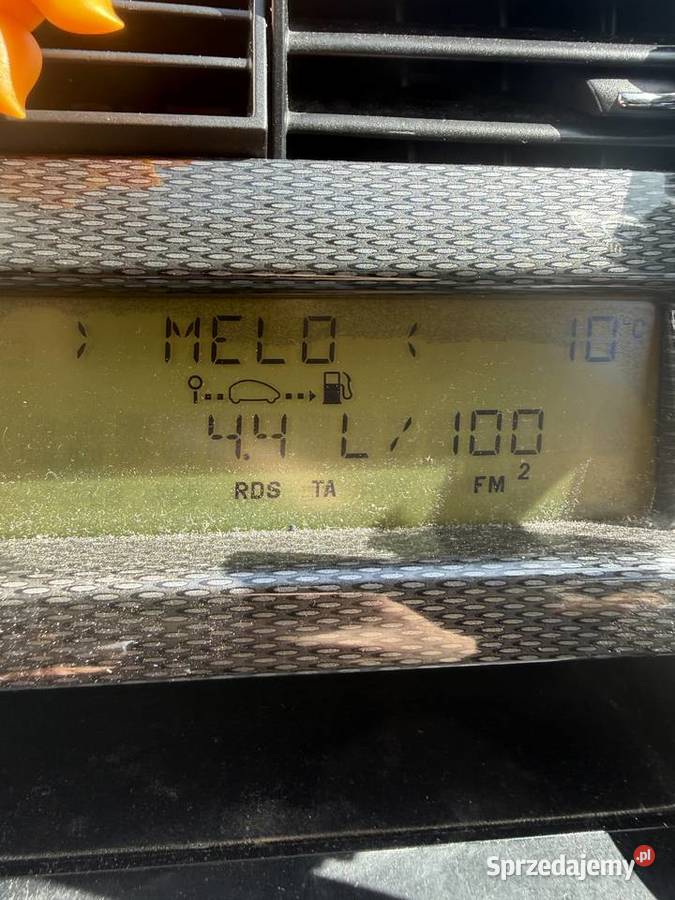 > MELO < 10°C
4.4 L/100
RDS TA FM 2
Sprzedajemy.pl